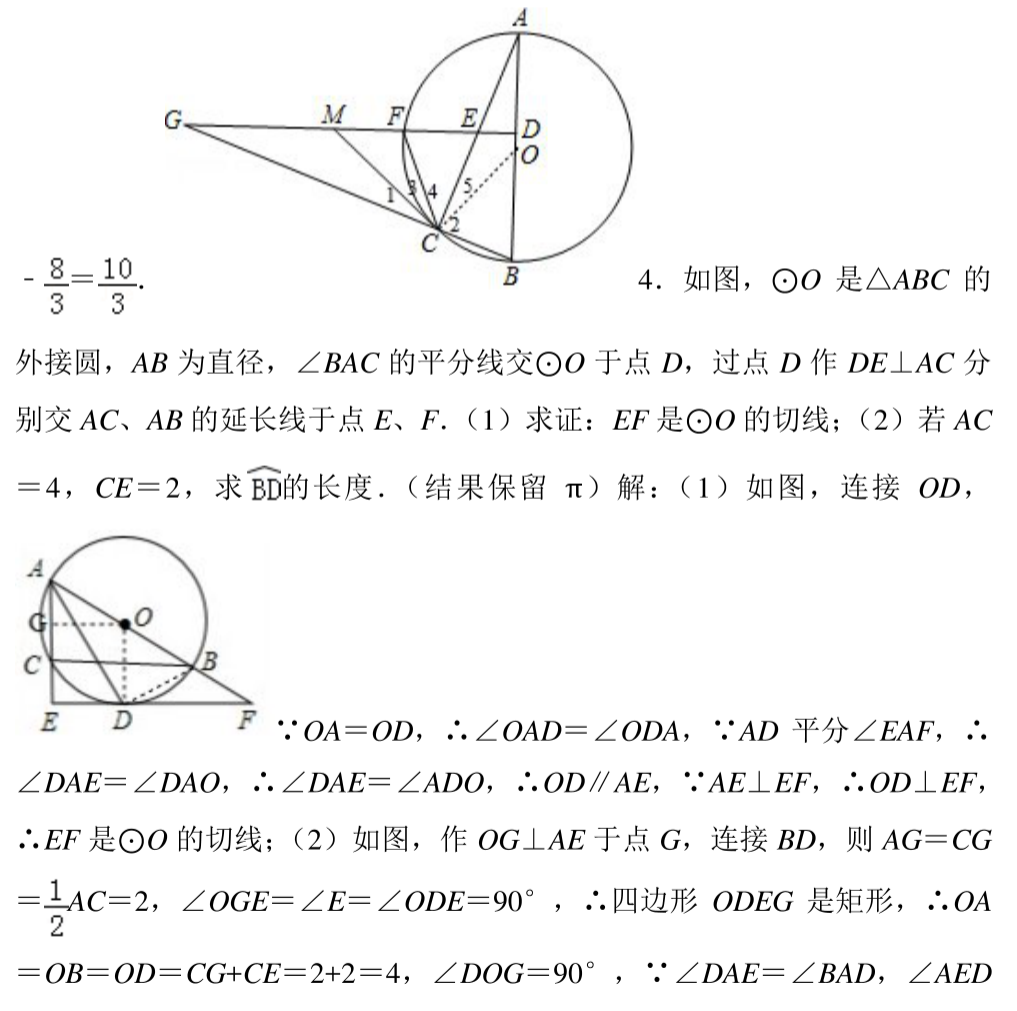 A
G M F E D
O
1 3 4 5 2
C
B
- 8/3=10/3. 4．如图，⊙O 是△ABC 的
外接圆，AB 为直径，∠BAC 的平分线交⊙O 于点 D，过点 D 作 DE⊥AC 分
别交 AC、AB 的延长线于点 E、F.（1）求证：EF 是⊙O 的切线；（2）若 AC
＝4，CE＝2，求⌒BD的长度．（结果保留 π）解：（1）如图，连接 OD，
A
G O
C B
E D F
∵OA＝OD，∴∠OAD＝∠ODA，∵AD 平分∠EAF，∴
∠DAE＝∠DAO，∴∠DAE＝∠ADO，∴OD∥AE，∵AE⊥EF，∴OD⊥EF，
∴EF 是⊙O 的切线；（2）如图，作 OG⊥AE 于点 G，连接 BD，则 AG＝CG
＝1/2AC＝2，∠OGE＝∠E＝∠ODE＝90°，∴四边形 ODEG 是矩形，∴OA
＝OB＝OD＝CG+CE＝2+2＝4，∠DOG＝90°，∵∠DAE＝∠BAD，∠AED